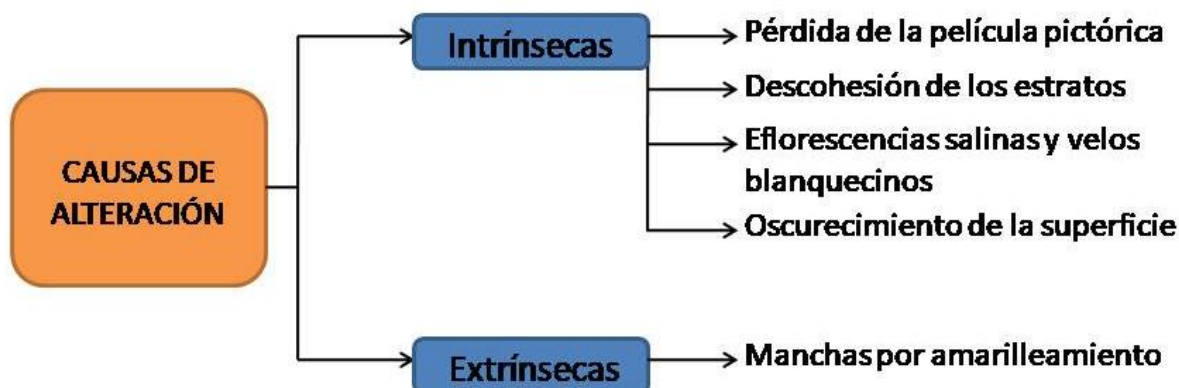 CAUSAS DE
ALTERACIÓN
Intrínsecas
Pérdida de la película pictórica
Descohesión de los estratos
Eflorescencias salinas y velos
blanquecinos
Oscurecimiento de la superficie
Extrínsecas
Manchas por amarilleamiento